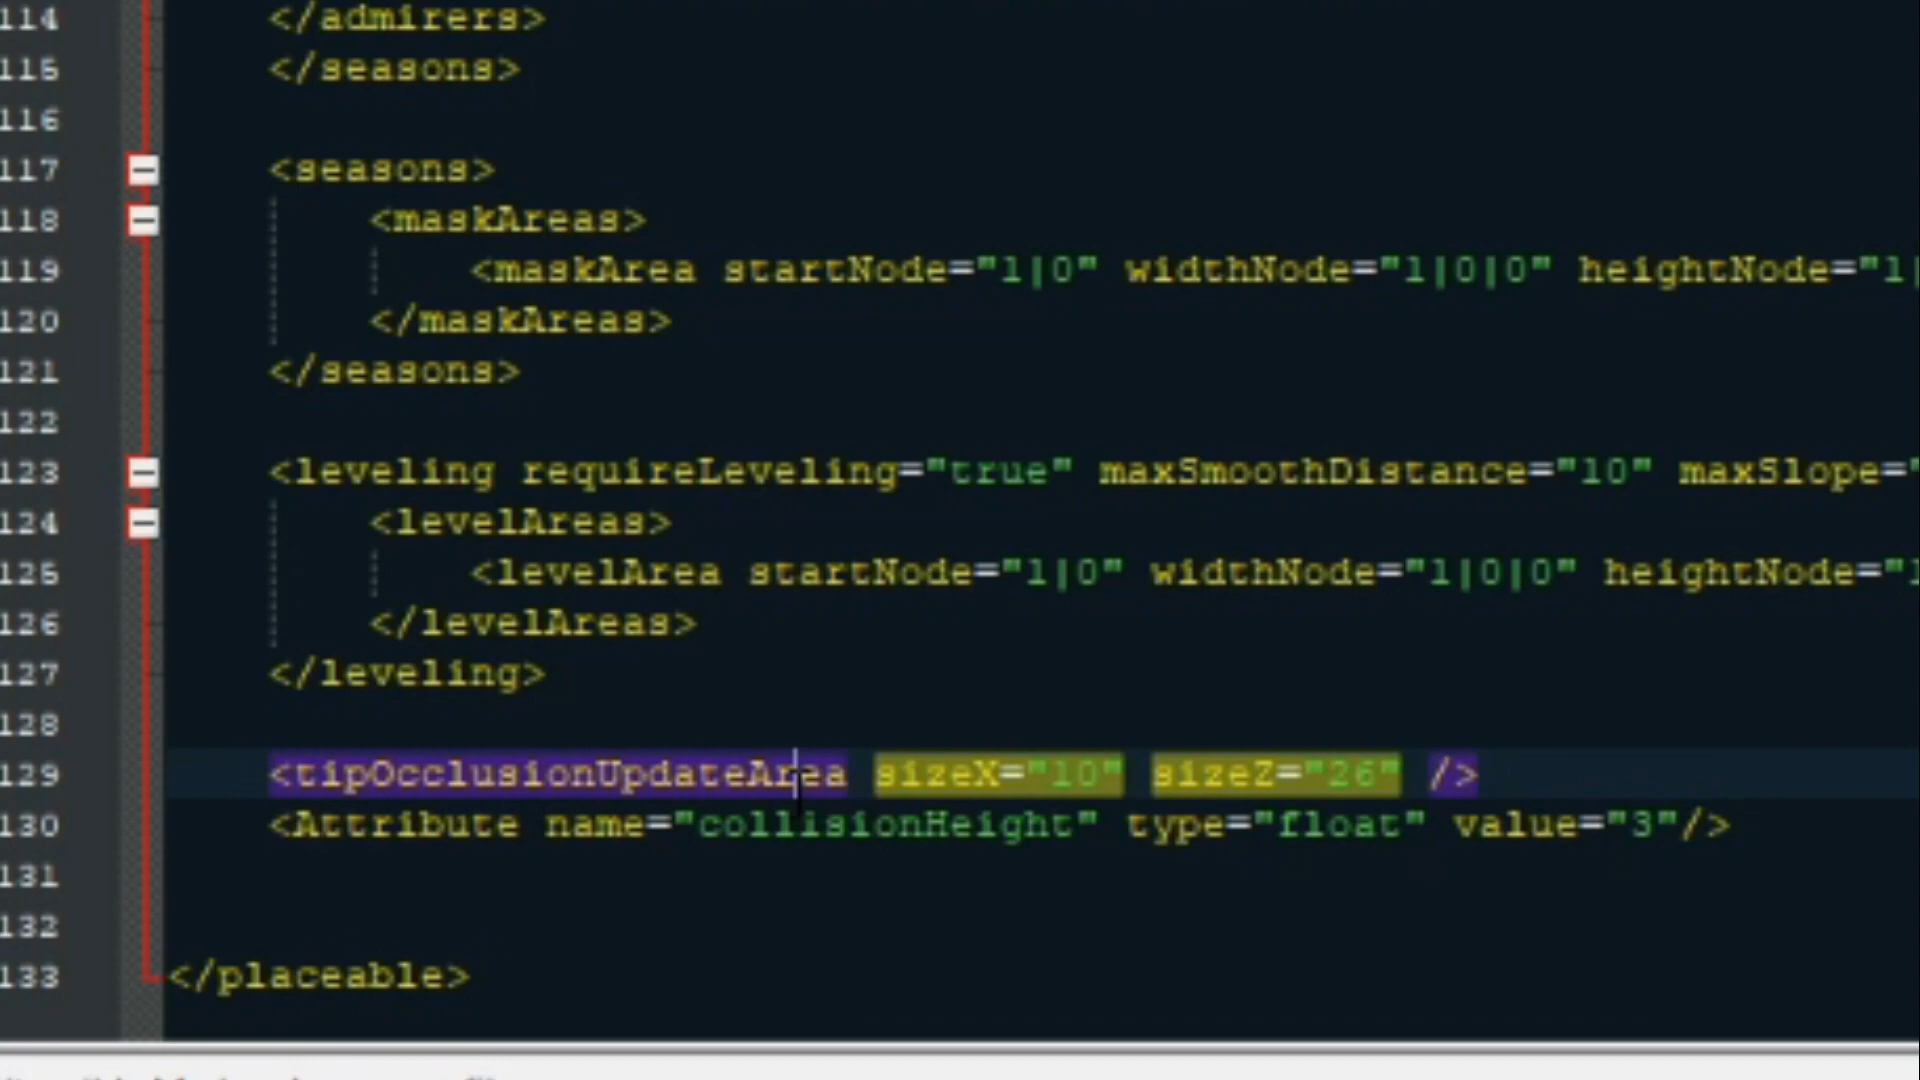 114 </admirers>
115 </seasons>
116
117 <seasons>
118 <maskAreas>
119 <maskArea startNode="1|0" widthNode="1|0|0" heightNode="1|
120 </maskAreas>
121 </seasons>
122
123 <leveling requireLeveling="true" maxSmoothDistance="10" maxSlope="
124 <levelAreas>
125 <levelArea startNode="1|0" widthNode="1|0|0" heightNode="1
126 </levelAreas>
127 </leveling>
128
129 <tipOcclusionUpdateArea sizeX="10" sizeZ="26" />
130 <Attribute name="collisionHeight" type="float" value="3"/>
131
132
133 </placeable>